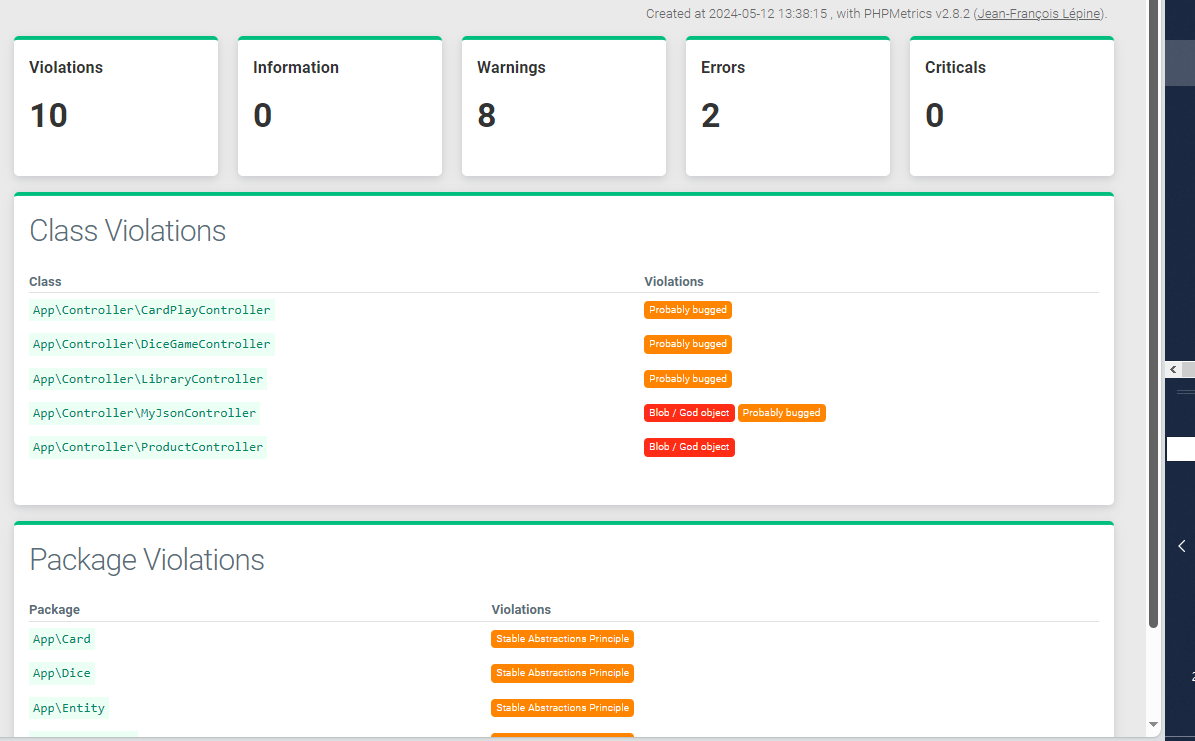 Created at 2024-05-12 13:38:15 , with PHPMetrics v2.8.2 (Jean-François Lépine).
Violations Information Warnings Errors Criticals
10 0 8 2 0
Class Violations
Class Violations
App\Controller\CardPlayController Probably bugged
App\Controller\DiceGameController Probably bugged
App\Controller\LibraryController Probably bugged
App\Controller\MyJsonController Blob / God object Probably bugged
App\Controller\ProductController Blob / God object
Package Violations
Package Violations
App\Card Stable Abstractions Principle
App\Dice Stable Abstractions Principle
App\Entity Stable Abstractions Principle